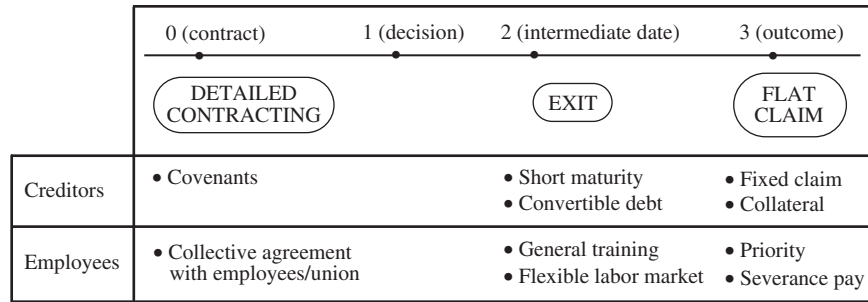 0 (contract) 1 (decision) 2 (intermediate date) 3 (outcome)
DETAILED CONTRACTING
EXIT
FLAT CLAIM
Creditors
• Covenants
• Short maturity
• Convertible debt
• Fixed claim
• Collateral
Employees
• Collective agreement
with employees/union
• General training
• Flexible labor market
• Priority
• Severance pay